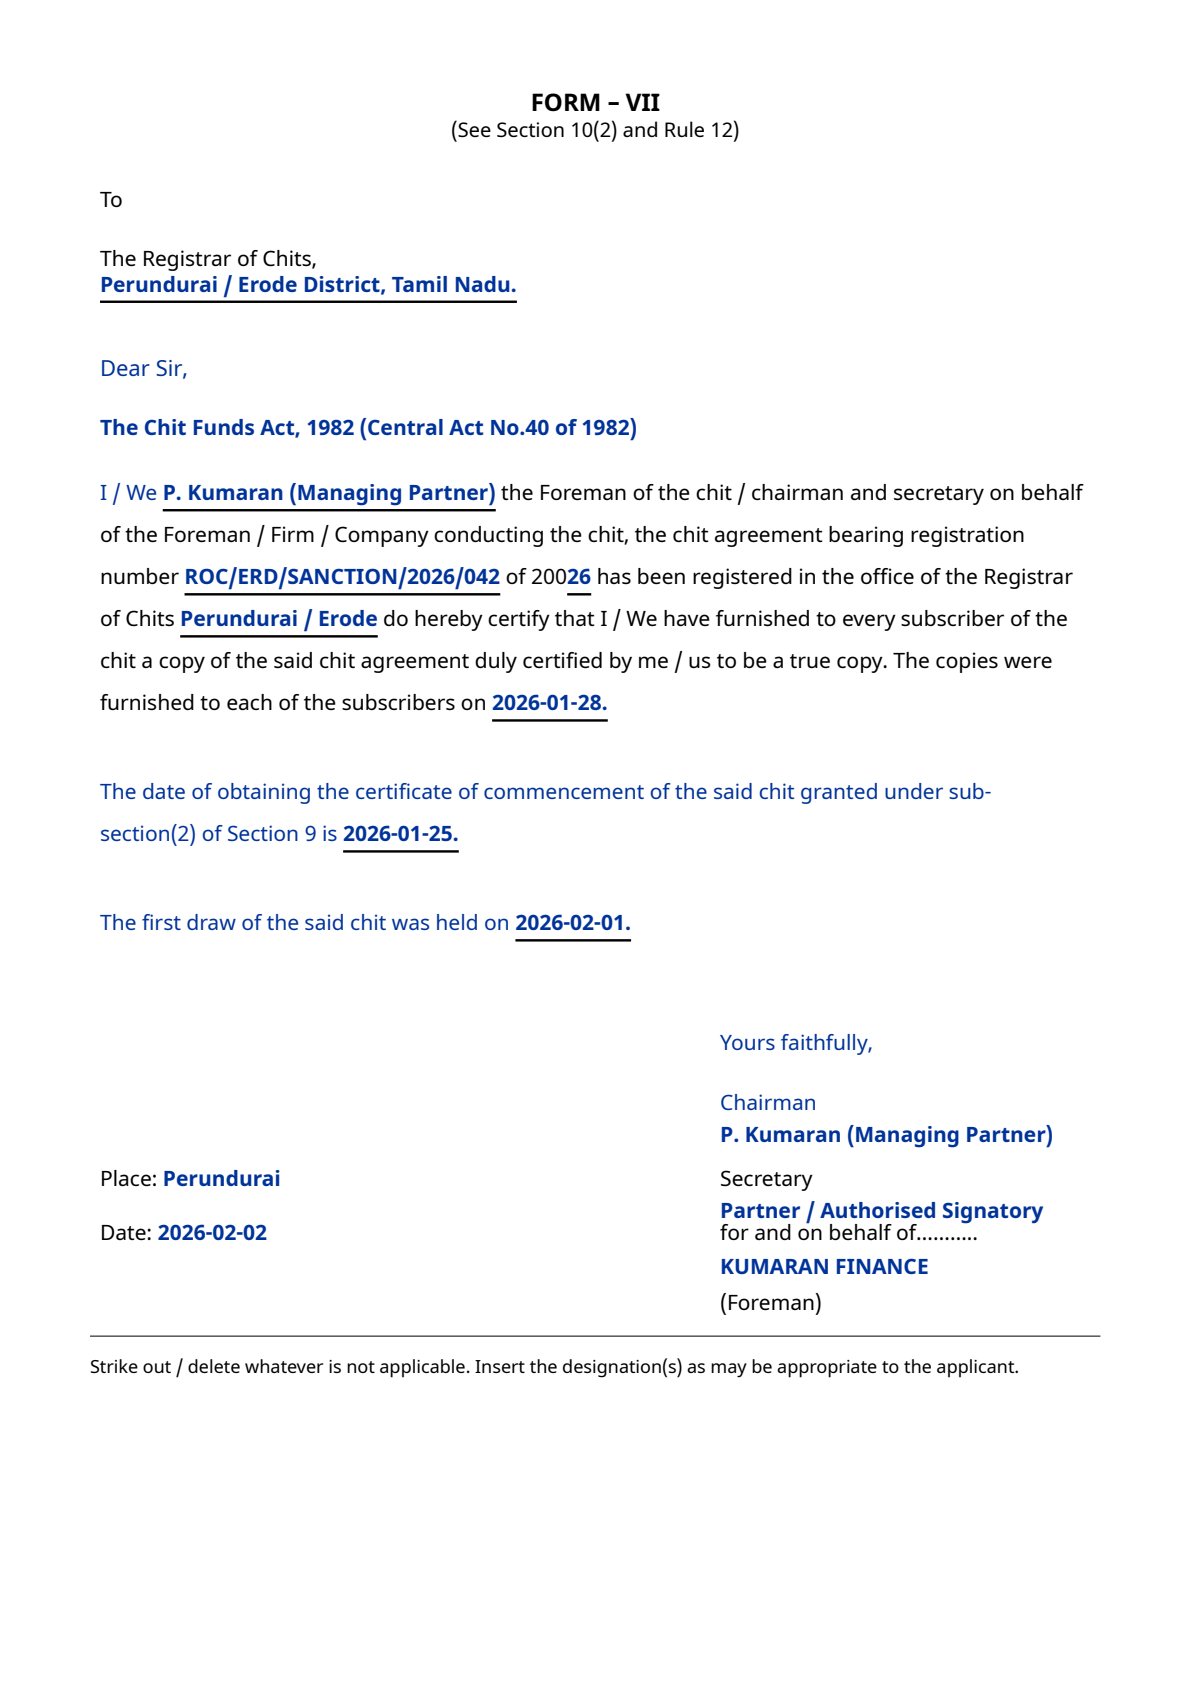 FORM – VII
(See Section 10(2) and Rule 12)
To
The Registrar of Chits,
Perundurai / Erode District, Tamil Nadu.
Dear Sir,
The Chit Funds Act, 1982 (Central Act No.40 of 1982)
I / We P. Kumaran (Managing Partner) the Foreman of the chit / chairman and secretary on behalf
of the Foreman / Firm / Company conducting the chit, the chit agreement bearing registration
number ROC/ERD/SANCTION/2026/042 of 20026 has been registered in the office of the Registrar
of Chits Perundurai / Erode do hereby certify that I / We have furnished to every subscriber of the
chit a copy of the said chit agreement duly certified by me / us to be a true copy. The copies were
furnished to each of the subscribers on 2026-01-28.
The date of obtaining the certificate of commencement of the said chit granted under sub-
section(2) of Section 9 is 2026-01-25.
The first draw of the said chit was held on 2026-02-01.
Yours faithfully,
Chairman
P. Kumaran (Managing Partner)
Place: Perundurai
Secretary
Partner / Authorised Signatory
Date: 2026-02-02
for and on behalf of...........
KUMARAN FINANCE
(Foreman)
Strike out / delete whatever is not applicable. Insert the designation(s) as may be appropriate to the applicant.